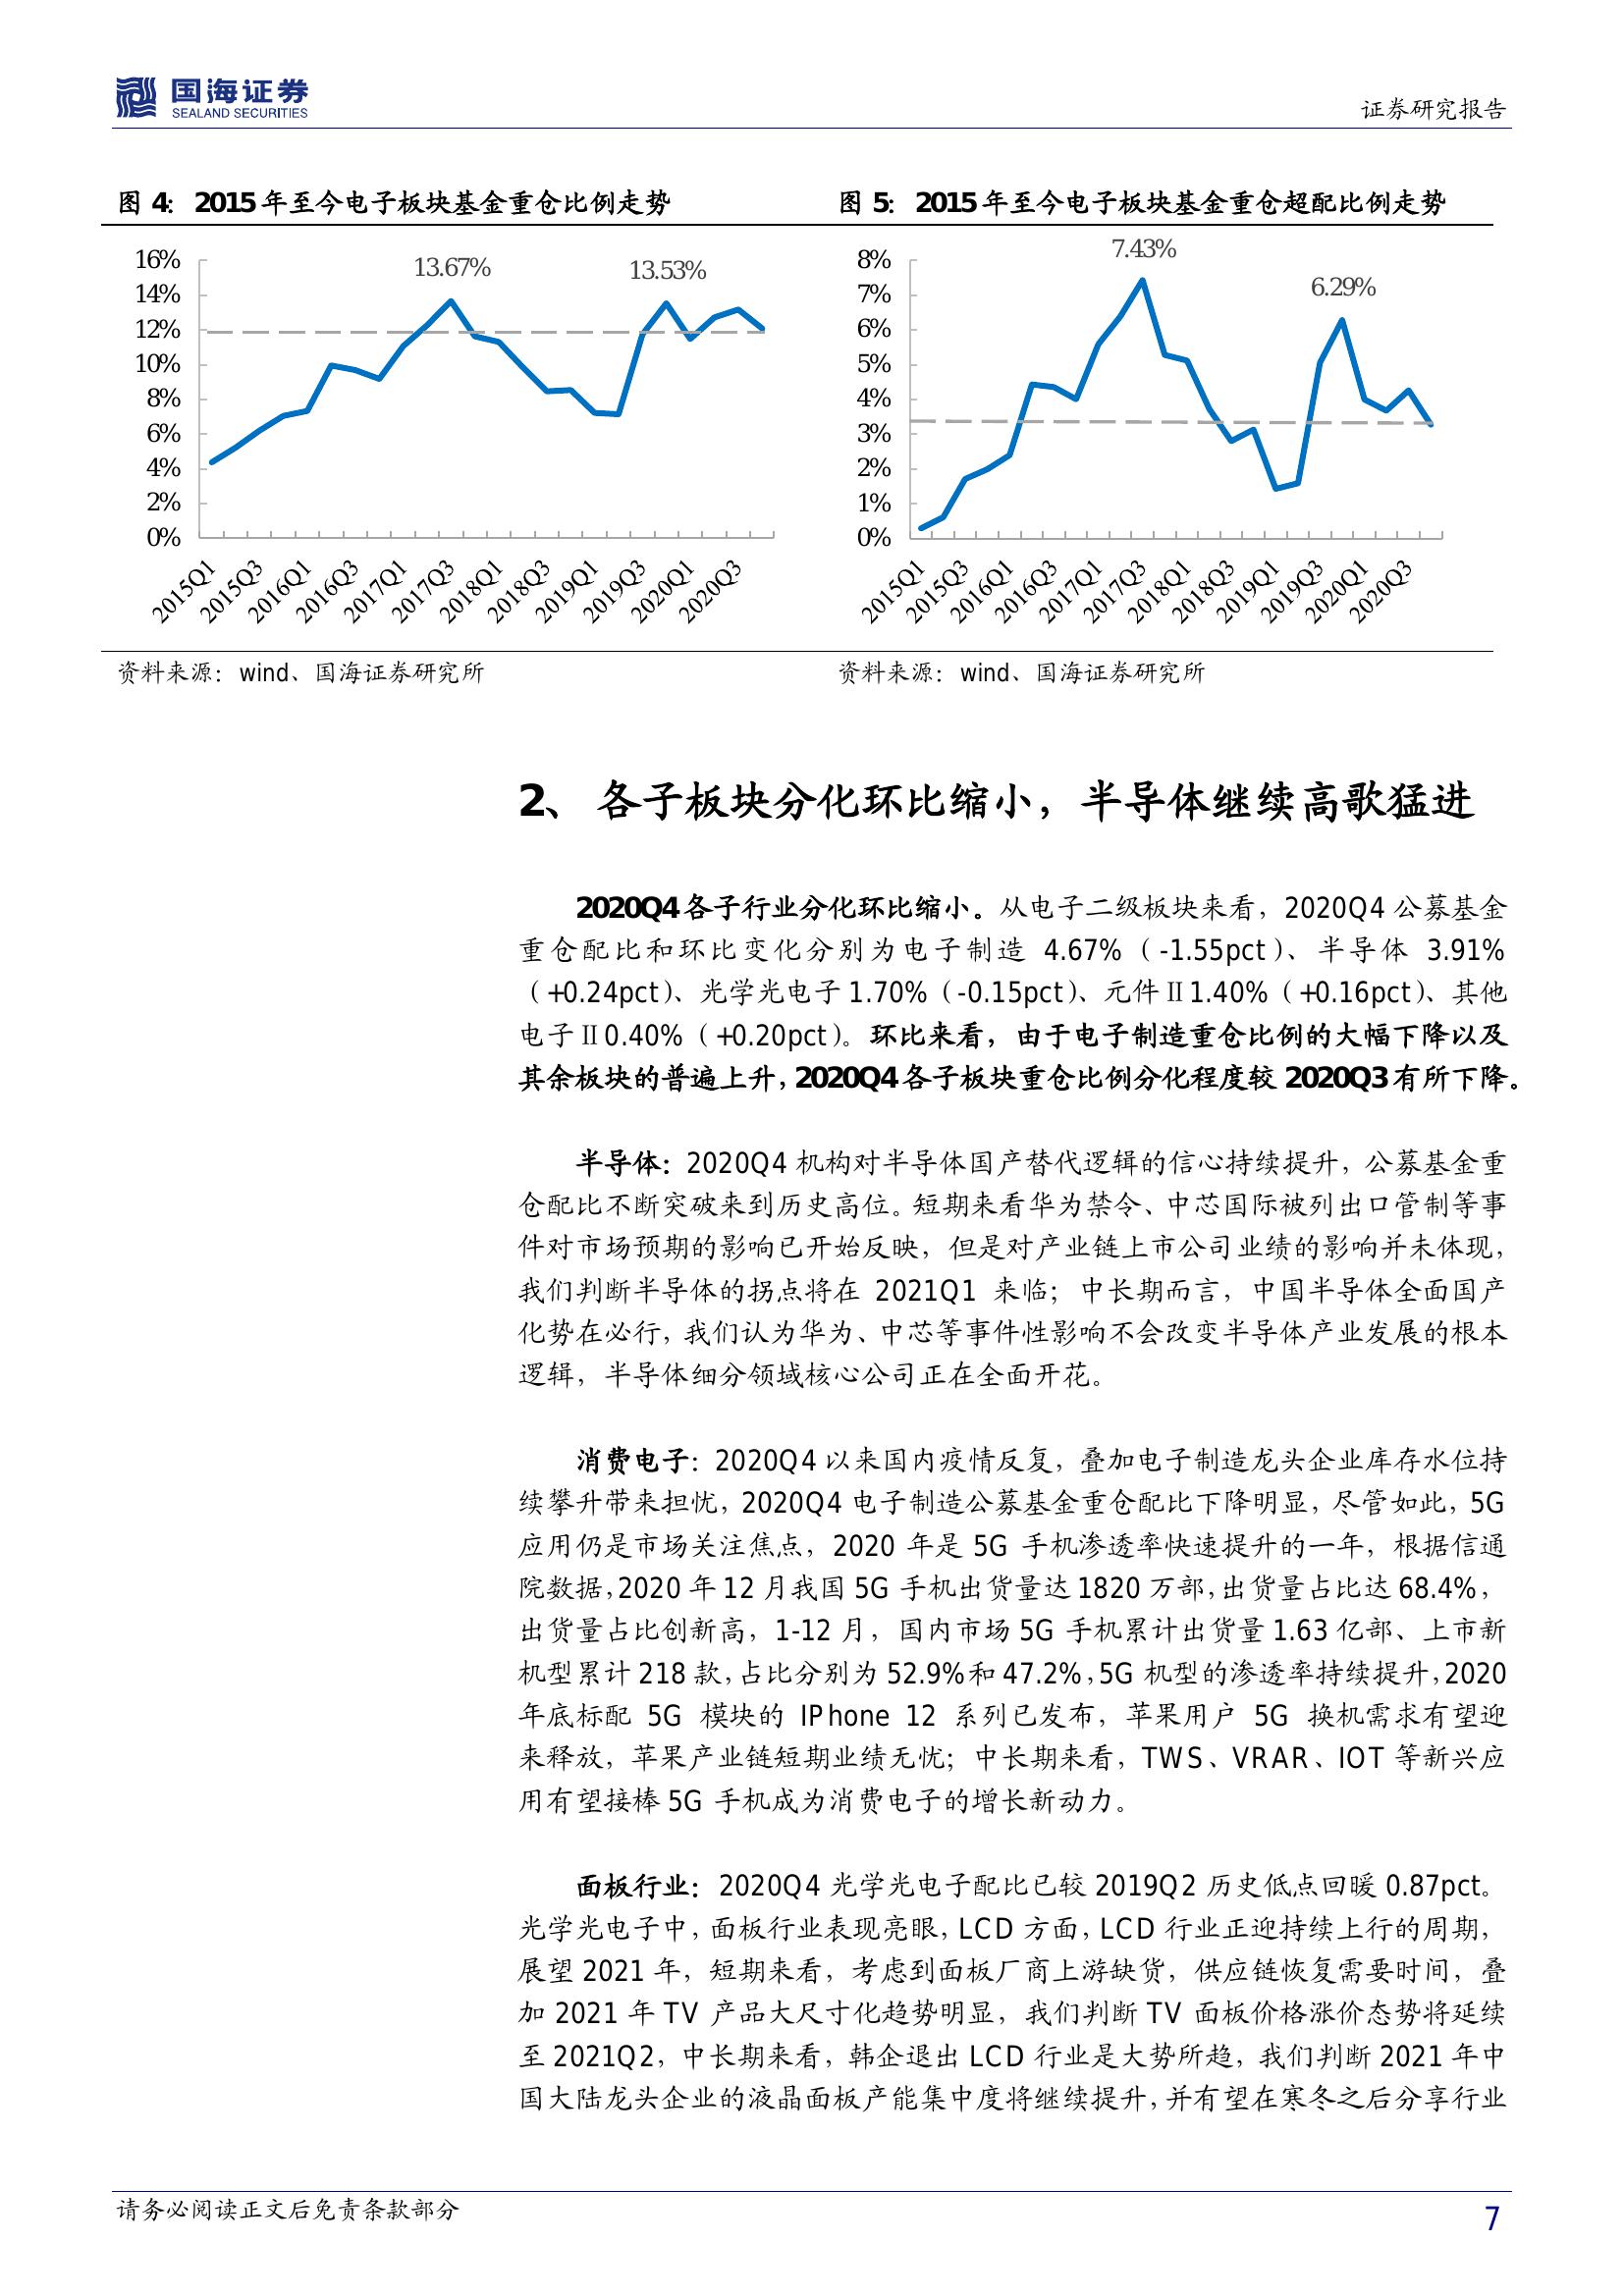 国海证券
SEALAND SECURITIES
证券研究报告
图 4: 2015年至今电子板块基金重仓比例走势
16%
14%
12%
10%
8%
6%
4%
2%
0%
13.67%
13.53%
2015Q1
2015Q3
2016Q1
2016Q3
2017Q1
2017Q3
2018Q1
2018Q3
2019Q1
2019Q3
2020Q1
2020Q3
资料来源：wind、国海证券研究所
图 5: 2015年至今电子板块基金重仓超配比例走势
8%
7%
6%
5%
4%
3%
2%
1%
0%
7.43%
6.29%
2015Q1
2015Q3
2016Q1
2016Q3
2017Q1
2017Q3
2018Q1
2018Q3
2019Q1
2019Q3
2020Q1
2020Q3
资料来源：wind、国海证券研究所
2、 各子板块分化环比缩小，半导体继续高歌猛进
2020Q4各子行业分化环比缩小。从电子二级板块来看，2020Q4 公募基金
重仓配比和环比变化分别为电子制造 4.67%（-1.55pct）、半导体 3.91%
（+0.24pct）、光学光电子 1.70%（-0.15pct）、元件Ⅱ1.40%（+0.16pct）、其他
电子Ⅱ0.40%（+0.20pct）。环比来看，由于电子制造重仓比例的大幅下降以及
其余板块的普遍上升，2020Q4各子板块重仓比例分化程度较 2020Q3有所下降。
半导体：2020Q4 机构对半导体国产替代逻辑的信心持续提升，公募基金重
仓配比不断突破来到历史高位。短期来看华为禁令、中芯国际被列出口管制等事
件对市场预期的影响已开始反映，但是对产业链上市公司业绩的影响并未体现，
我们判断半导体的拐点将在 2021Q1 来临；中长期而言，中国半导体全面国产
化势在必行，我们认为华为、中芯等事件性影响不会改变半导体产业发展的根本
逻辑，半导体细分领域核心公司正在全面开花。
消费电子：2020Q4 以来国内疫情反复，叠加电子制造龙头企业库存水位持
续攀升带来担忧，2020Q4 电子制造公募基金重仓配比下降明显，尽管如此，5G
应用仍是市场关注焦点，2020 年是 5G 手机渗透率快速提升的一年，根据信通
院数据，2020 年 12 月我国 5G 手机出货量达 1820 万部，出货量占比达 68.4%，
出货量占比创新高，1-12 月，国内市场 5G 手机累计出货量 1.63 亿部、上市新
机型累计 218 款，占比分别为 52.9%和 47.2%，5G 机型的渗透率持续提升，2020
年底标配 5G 模块的 IPhone 12 系列已发布，苹果用户 5G 换机需求有望迎
来释放，苹果产业链短期业绩无忧；中长期来看，TWS、VRAR、IOT 等新兴应
用有望接棒 5G 手机成为消费电子的增长新动力。
面板行业：2020Q4 光学光电子配比已较 2019Q2 历史低点回暖 0.87pct。
光学光电子中，面板行业表现亮眼，LCD 方面，LCD 行业正迎持续上行的周期，
展望 2021 年，短期来看，考虑到面板厂商上游缺货，供应链恢复需要时间，叠
加 2021 年 TV 产品大尺寸化趋势明显，我们判断 TV 面板价格涨价态势将延续
至 2021Q2，中长期来看，韩企退出 LCD 行业是大势所趋，我们判断 2021 年中
国大陆龙头企业的液晶面板产能集中度将继续提升，并有望在寒冬之后分享行业
请务必阅读正文后免责条款部分
7